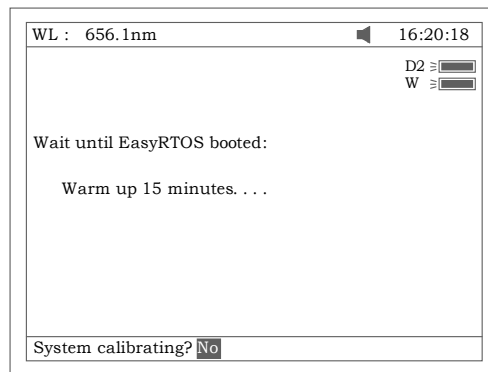 WL : 656.1nm 16:20:18
D2
W
Wait until EasyRTOS booted:
Warm up 15 minutes. . . .
System calibrating? No